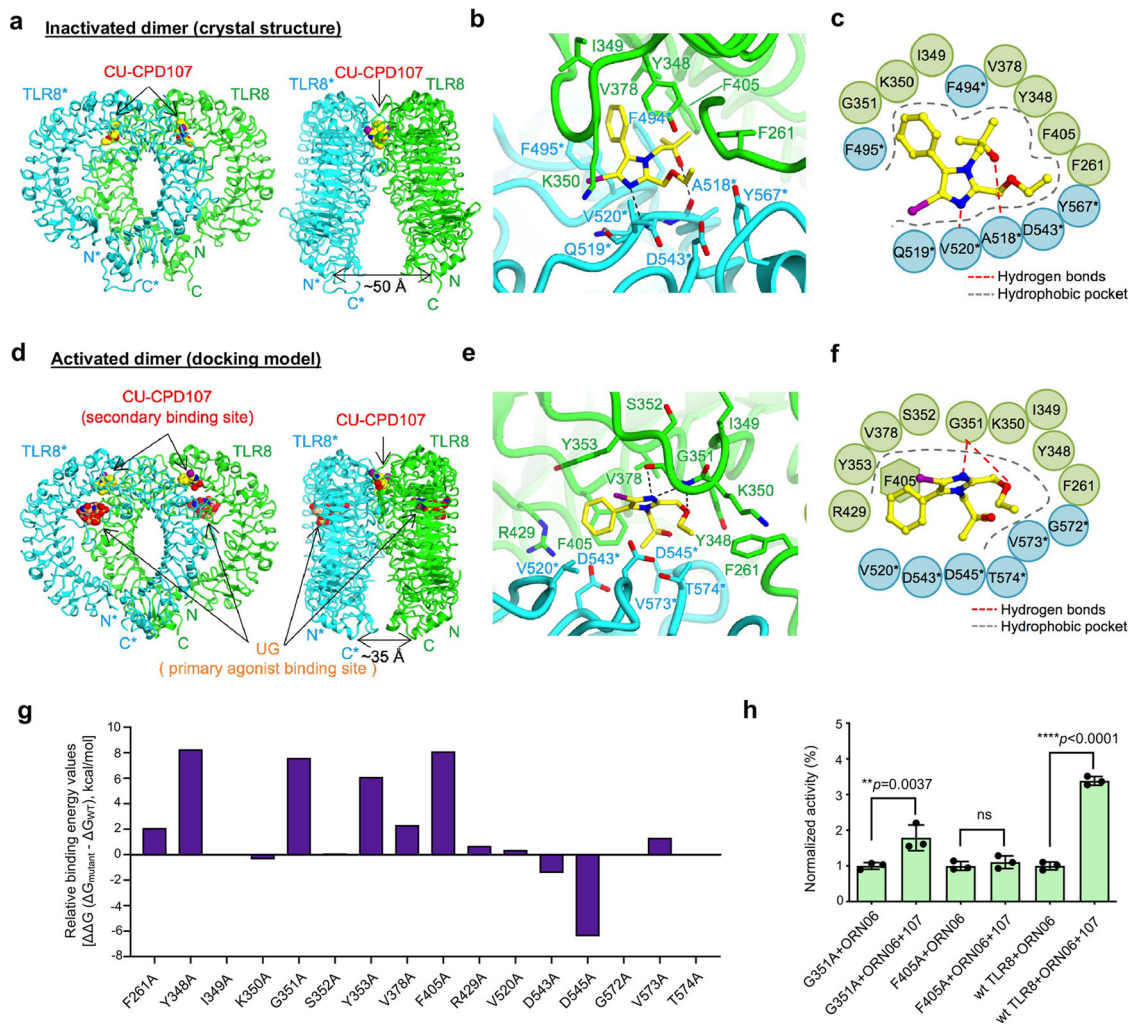 a Inactivated dimer (crystal structure)
CU-CPD107
TLR8*
TLR8
N*
C*
N
C
CU-CPD107
TLR8*
TLR8
N*
C*
~50 Å
N
C
b
I349
Y348
V378
F405
F494*
F261
F495*
K350
A518*
Y567*
V520*
Q519*
D543*
c
I349
V378
K350
F494*
Y348
G351
F405
F495*
F261
Y567*
Q519*
V520*
A518*
D543*
Hydrogen bonds
Hydrophobic pocket
d Activated dimer (docking model)
CU-CPD107
(secondary binding site)
TLR8*
TLR8
N*
C*
N
C
CU-CPD107
TLR8*
TLR8
N*
C*
~35 Å
N
C
UG
( primary agonist binding site )
e
S352
I349
Y353
G351
V378
K350
R429
F405
Y348
D543*
D545*
F261
V520*
T574*
V573*
f
S352
G351
I349
V378
K350
Y353
Y348
F405
R429
F261
G572*
V573*
V520*
D543*
D545*
T574*
Hydrogen bonds
Hydrophobic pocket
g
Relative binding energy values
[ΔΔG (ΔGmutant - ΔGWT), kcal/mol]
10
8
6
4
2
0
-2
-4
-6
-8
F261A
Y348A
I349A
K350A
G351A
S352A
Y353A
V378A
F405A
R429A
V520A
D543A
D545A
G572A
V573A
T574A
h
Normalized activity (%)
5
4
3
2
1
0
**p=0.0037
ns
****p<0.0001
G351A+ORN06
G351A+ORN06+107
F405A+ORN06
F405A+ORN06+107
wt TLR8+ORN06
wt TLR8+ORN06+107